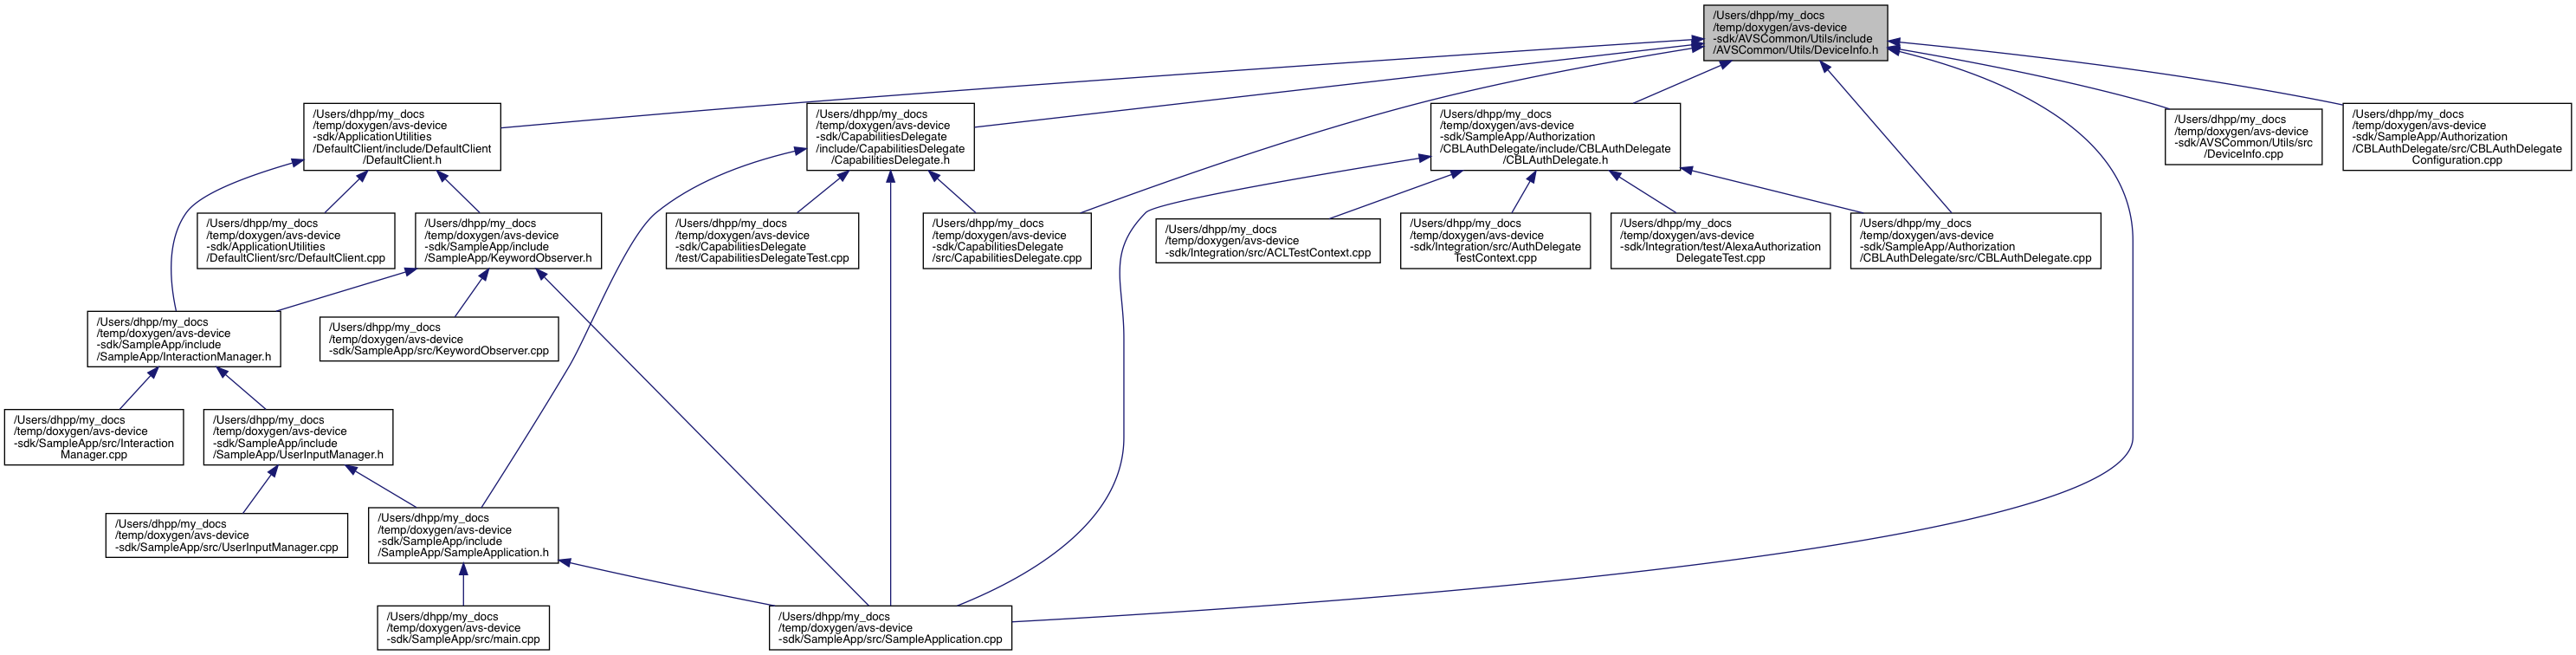 /Users/dhpp/my_docs
/temp/doxygen/avs-device
-sdk/AVSCommon/Utils/include
/AVSCommon/Utils/DeviceInfo.h
/Users/dhpp/my_docs
/temp/doxygen/avs-device
-sdk/ApplicationUtilities
/DefaultClient/include/DefaultClient
/DefaultClient.h
/Users/dhpp/my_docs
/temp/doxygen/avs-device
-sdk/CapabilitiesDelegate
/include/CapabilitiesDelegate
/CapabilitiesDelegate.h
/Users/dhpp/my_docs
/temp/doxygen/avs-device
-sdk/SampleApp/Authorization
/CBLAuthDelegate/include/CBLAuthDelegate
/CBLAuthDelegate.h
/Users/dhpp/my_docs
/temp/doxygen/avs-device
-sdk/AVSCommon/Utils/src
/DeviceInfo.cpp
/Users/dhpp/my_docs
/temp/doxygen/avs-device
-sdk/SampleApp/Authorization
/CBLAuthDelegate/src/CBLAuthDelegate
Configuration.cpp
/Users/dhpp/my_docs
/temp/doxygen/avs-device
-sdk/ApplicationUtilities
/DefaultClient/src/DefaultClient.cpp
/Users/dhpp/my_docs
/temp/doxygen/avs-device
-sdk/SampleApp/include
/SampleApp/KeywordObserver.h
/Users/dhpp/my_docs
/temp/doxygen/avs-device
-sdk/CapabilitiesDelegate
/test/CapabilitiesDelegateTest.cpp
/Users/dhpp/my_docs
/temp/doxygen/avs-device
-sdk/CapabilitiesDelegate
/src/CapabilitiesDelegate.cpp
/Users/dhpp/my_docs
/temp/doxygen/avs-device
-sdk/Integration/src/ACLTestContext.cpp
/Users/dhpp/my_docs
/temp/doxygen/avs-device
-sdk/Integration/src/AuthDelegate
TestContext.cpp
/Users/dhpp/my_docs
/temp/doxygen/avs-device
-sdk/Integration/test/AlexaAuthorization
DelegateTest.cpp
/Users/dhpp/my_docs
/temp/doxygen/avs-device
-sdk/SampleApp/Authorization
/CBLAuthDelegate/src/CBLAuthDelegate.cpp
/Users/dhpp/my_docs
/temp/doxygen/avs-device
-sdk/SampleApp/include
/SampleApp/InteractionManager.h
/Users/dhpp/my_docs
/temp/doxygen/avs-device
-sdk/SampleApp/src/KeywordObserver.cpp
/Users/dhpp/my_docs
/temp/doxygen/avs-device
-sdk/SampleApp/src/Interaction
Manager.cpp
/Users/dhpp/my_docs
/temp/doxygen/avs-device
-sdk/SampleApp/include
/SampleApp/UserInputManager.h
/Users/dhpp/my_docs
/temp/doxygen/avs-device
-sdk/SampleApp/src/UserInputManager.cpp
/Users/dhpp/my_docs
/temp/doxygen/avs-device
-sdk/SampleApp/include
/SampleApp/SampleApplication.h
/Users/dhpp/my_docs
/temp/doxygen/avs-device
-sdk/SampleApp/src/main.cpp
/Users/dhpp/my_docs
/temp/doxygen/avs-device
-sdk/SampleApp/src/SampleApplication.cpp